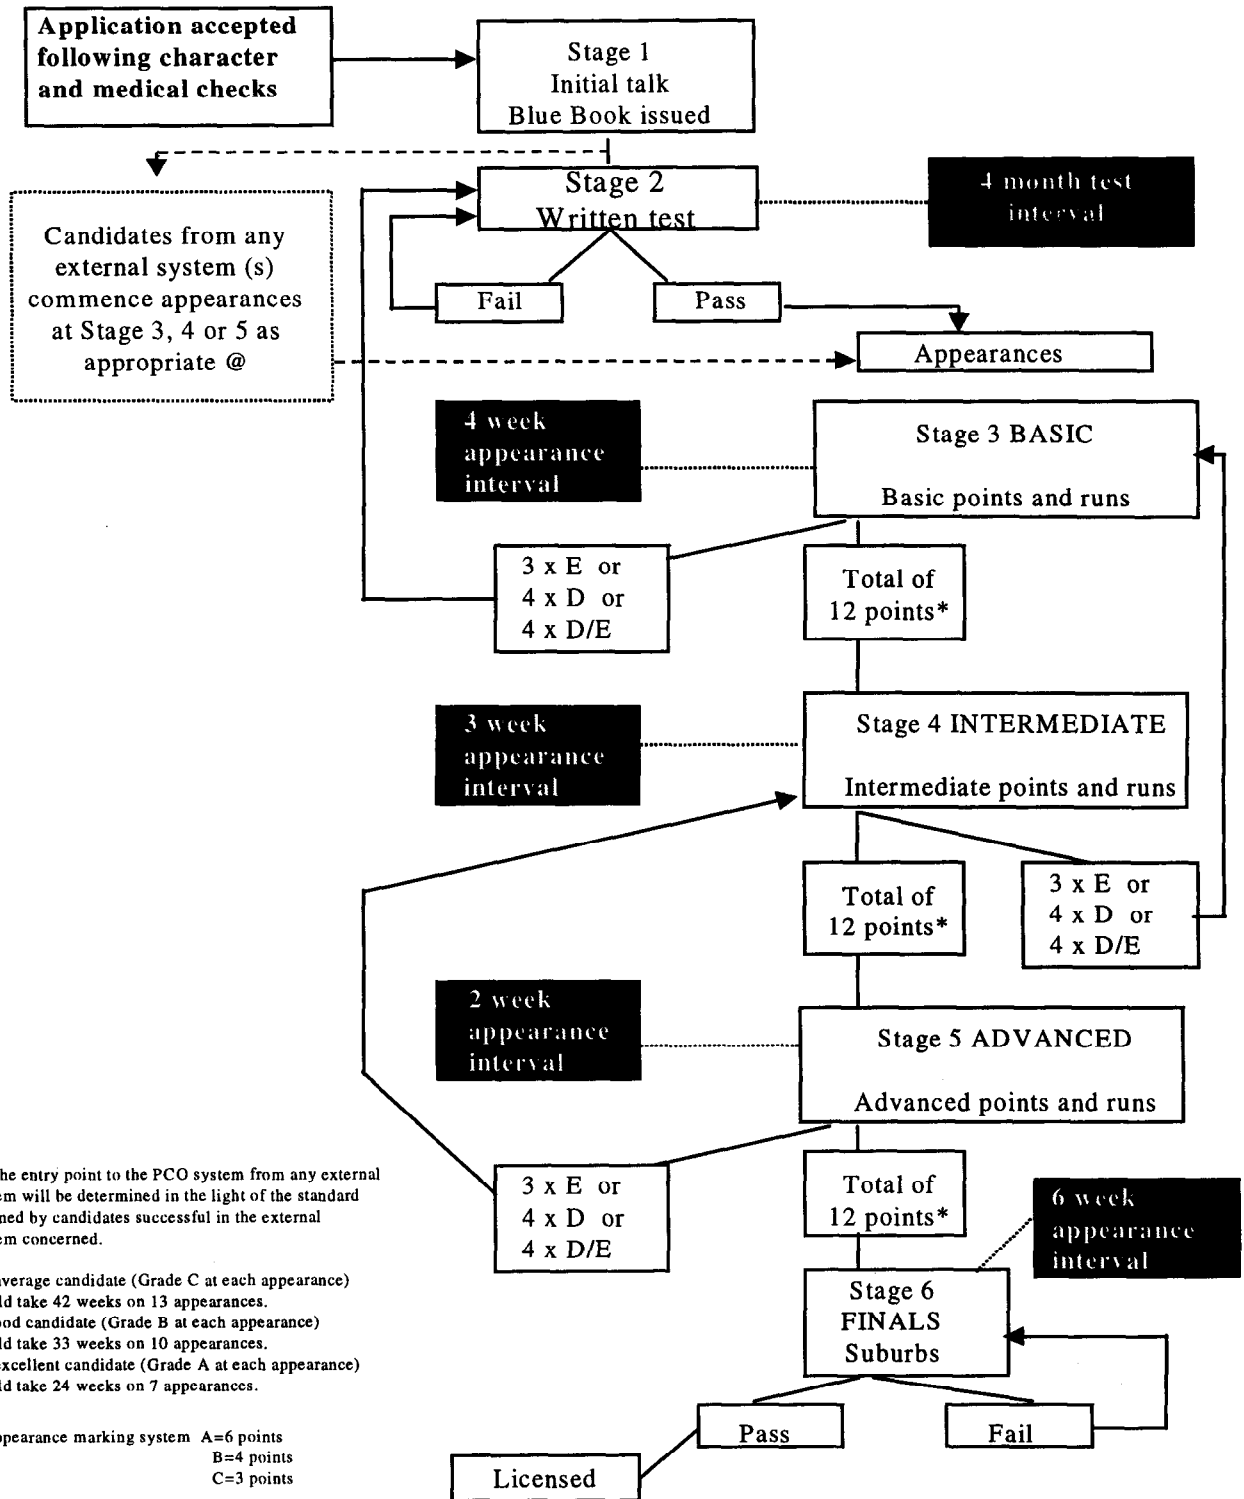 Application accepted
following character
and medical checks
Stage 1
Initial talk
Blue Book issued
Stage 2
Written test
4 month test
interval
Candidates from any
external system (s)
commence appearances
at Stage 3, 4 or 5 as
appropriate @
Fail
Pass
Appearances
4 week
appearance
interval
Stage 3 BASIC
Basic points and runs
3 x E or
4 x D or
4 x D/E
Total of
12 points*
3 week
appearance
interval
Stage 4 INTERMEDIATE
Intermediate points and runs
Total of
12 points*
3 x E or
4 x D or
4 x D/E
2 week
appearance
interval
Stage 5 ADVANCED
Advanced points and runs
3 x E or
4 x D or
4 x D/E
Total of
12 points*
6 week
appearance
interval
Stage 6
FINALS
Suburbs
Pass
Fail
Licensed
he entry point to the PCO system from any external
em will be determined in the light of the standard
ned by candidates successful in the external
em concerned.
average candidate (Grade C at each appearance)
ld take 42 weeks on 13 appearances.
ood candidate (Grade B at each appearance)
ld take 33 weeks on 10 appearances.
excellent candidate (Grade A at each appearance)
ld take 24 weeks on 7 appearances.
ppearance marking system A=6 points
B=4 points
C=3 points